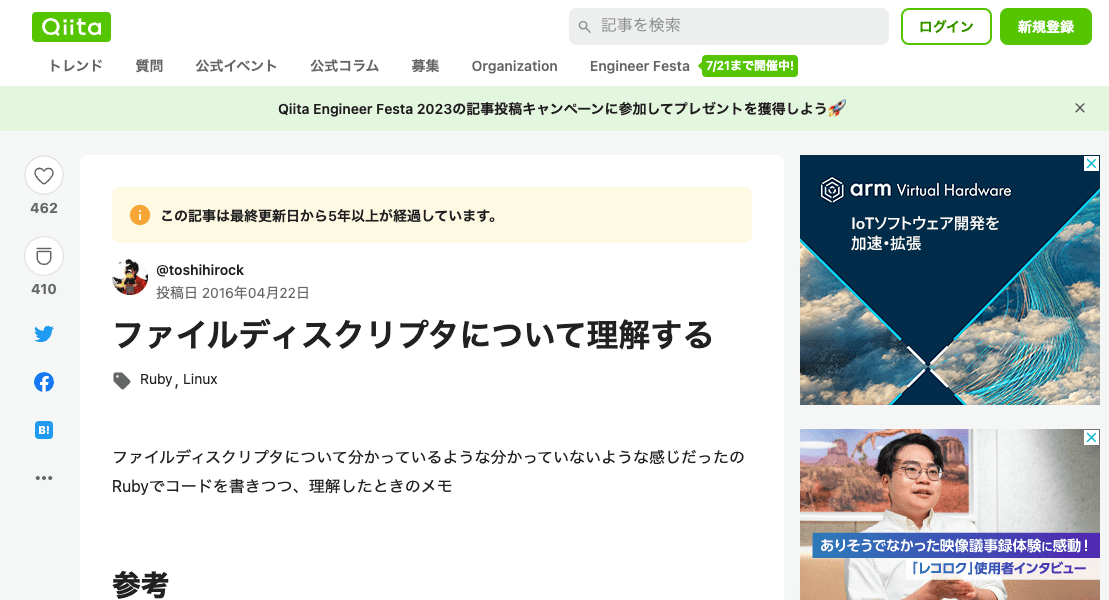 Qiita
記事を検索
ログイン
新規登録
トレンド 質問 公式イベント 公式コラム 募集 Organization Engineer Festa 7/21まで開催中!
Qiita Engineer Festa 2023の記事投稿キャンペーンに参加してプレゼントを獲得しよう🚀
462
410
B!
この記事は最終更新日から5年以上が経過しています。
@toshihirock
投稿日 2016年04月22日
ファイルディスクリプタについて理解する
Ruby, Linux
ファイルディスクリプタについて分かっているような分かっていないような感じだったの
Rubyでコードを書きつつ、理解したときのメモ
参考
arm Virtual Hardware
IoTソフトウェア開発を
加速・拡張
ありそうでなかった映像議事録体験に感動!
「レコロク」使用者インタビュー